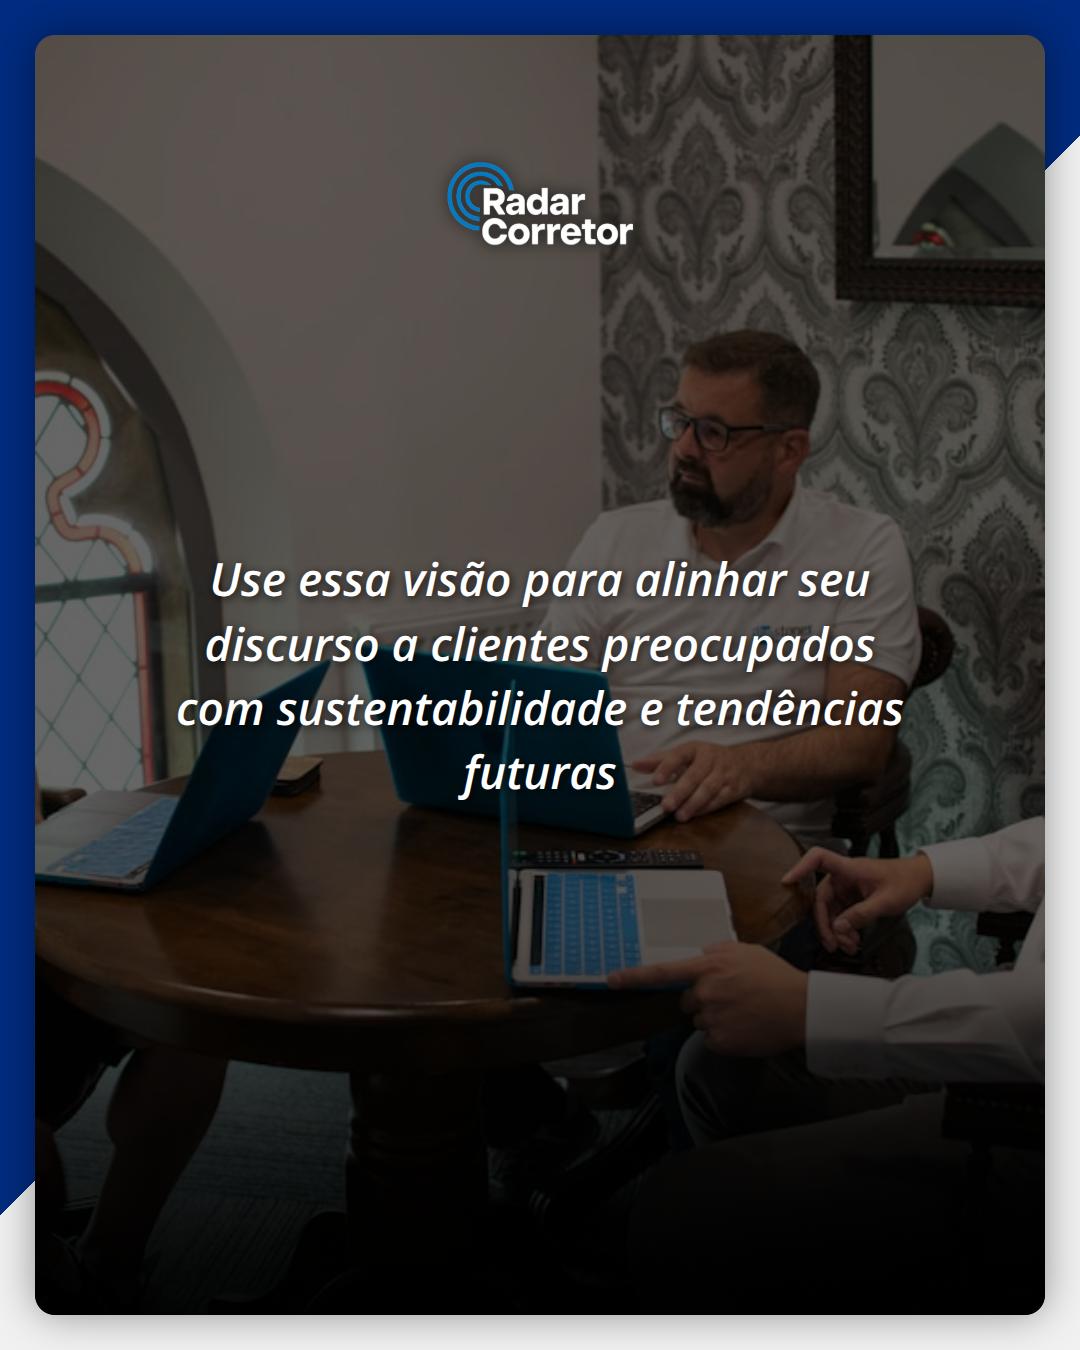 Radar
Corretor
Use essa visão para alinhar seu
discurso a clientes preocupados
com sustentabilidade e tendências
futuras